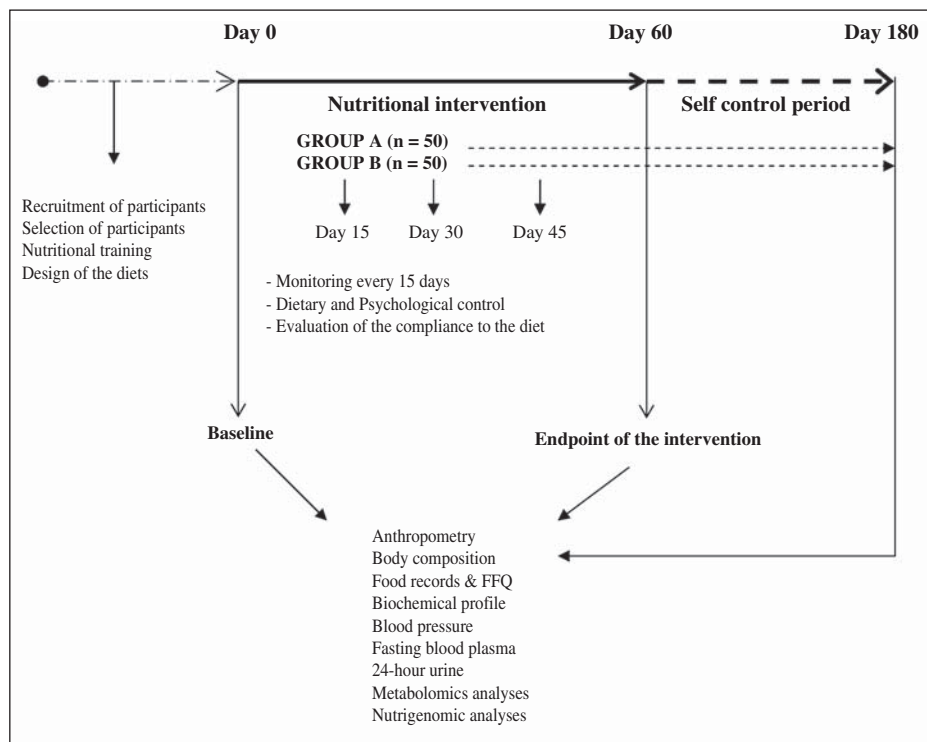 Day 0
Day 60
Day 180
Nutritional intervention
Self control period
GROUP A (n = 50)
GROUP B (n = 50)
Recruitment of participants
Selection of participants
Nutritional training
Design of the diets
Day 15
Day 30
Day 45
- Monitoring every 15 days
- Dietary and Psychological control
- Evaluation of the compliance to the diet
Baseline
Endpoint of the intervention
Anthropometry
Body composition
Food records & FFQ
Biochemical profile
Blood pressure
Fasting blood plasma
24-hour urine
Metabolomics analyses
Nutrigenomic analyses